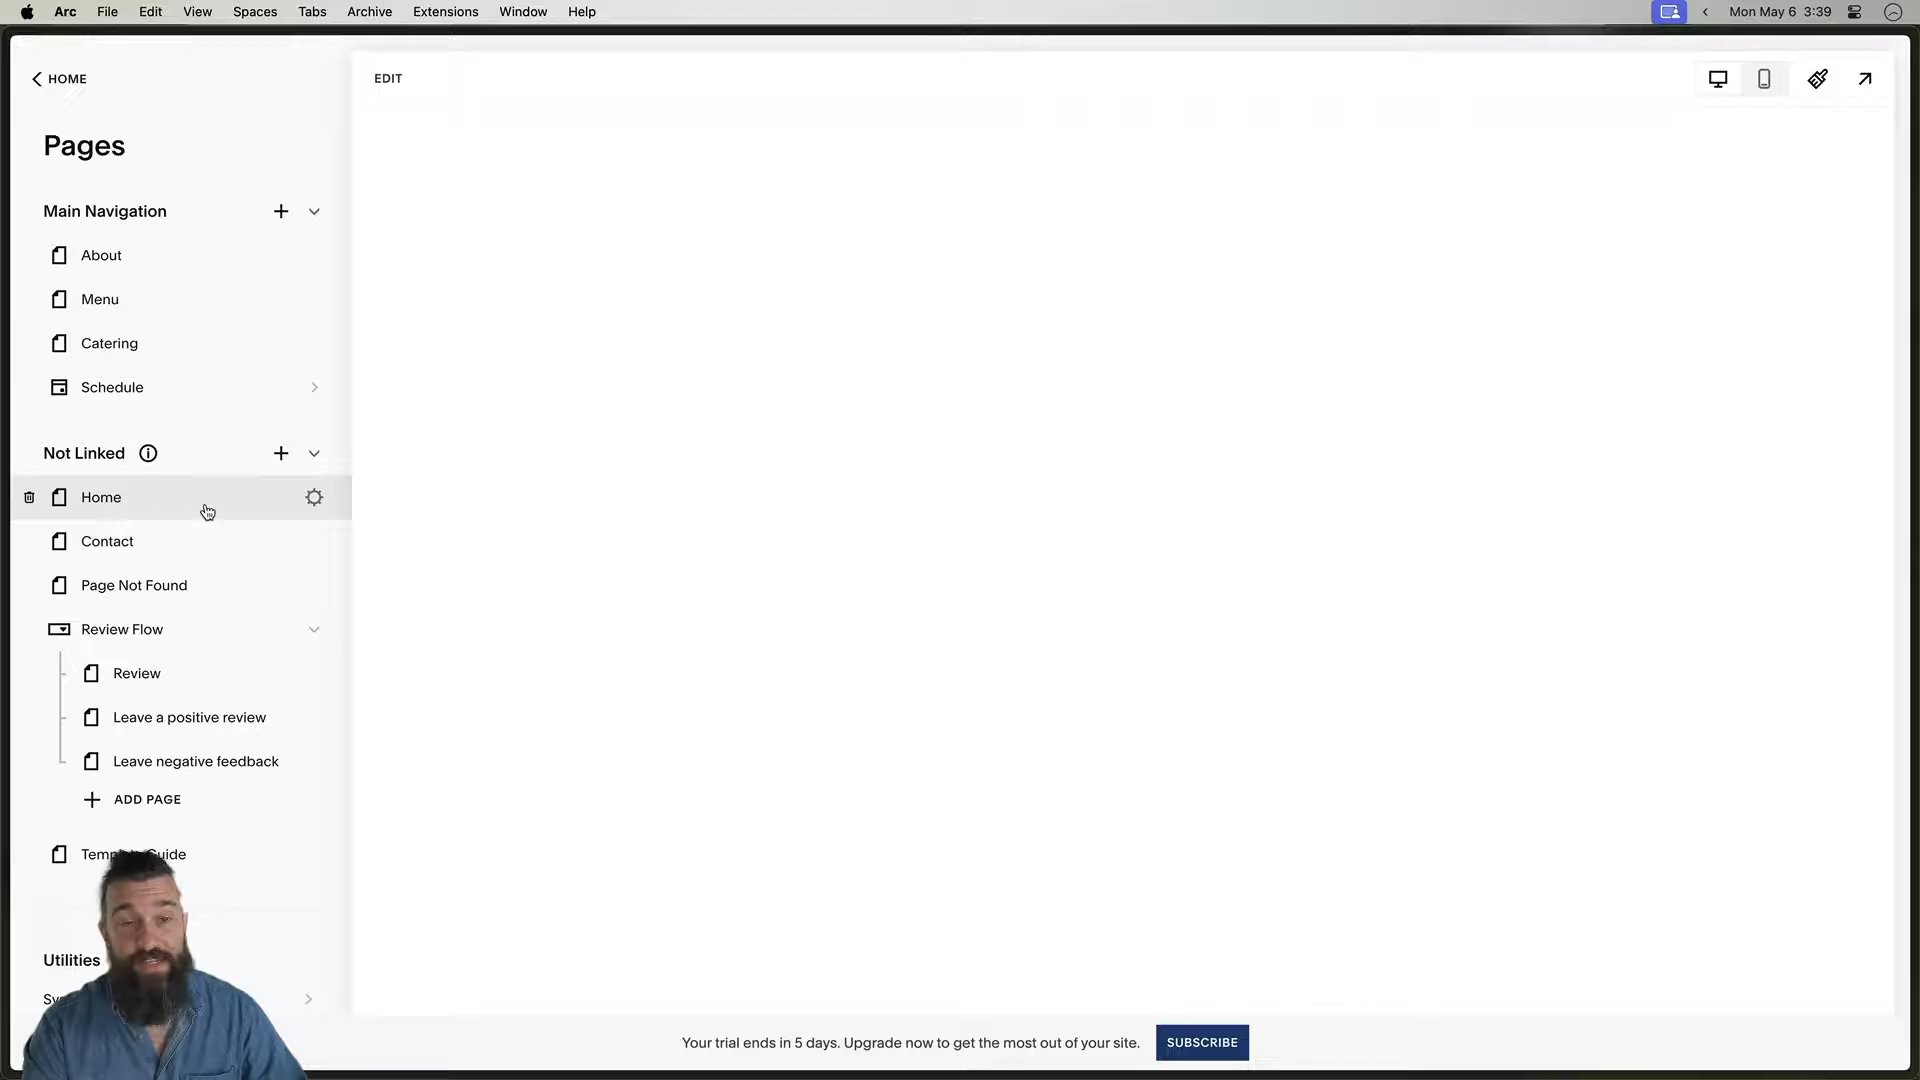 Arc File Edit View Spaces Tabs Archive Extensions Window Help Mon May 6 3:39
HOME
EDIT
Pages
Main Navigation
About
Menu
Catering
Schedule
Not Linked
Home
Contact
Page Not Found
Review Flow
Review
Leave a positive review
Leave negative feedback
ADD PAGE
Utilities
Your trial ends in 5 days. Upgrade now to get the most out of your site. SUBSCRIBE